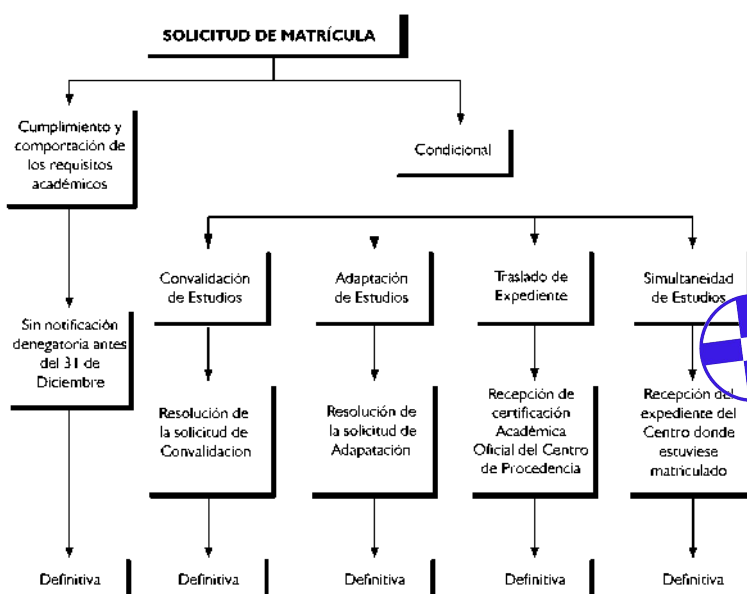 SOLICITUD DE MATRÍCULA
Cumplimiento y
comportación de
los requisitos
académicos
Condicional
Convalidación
de Estudios
Adaptación
de Estudios
Traslado de
Expediente
Simultaneidad
de Estudios
Sin notificación
denegatoria antes
del 31 de
Diciembre
Resolución de
la solicitud de
Convalidacion
Resolución de
la solicitud de
Adapatación
Recepción de
certificación
Académica
Oficial del Centro
de Procedencia
Recepción del
expediente del
Centro donde
estuviese
matriculado
Definitiva
Definitiva
Definitiva
Definitiva
Definitiva